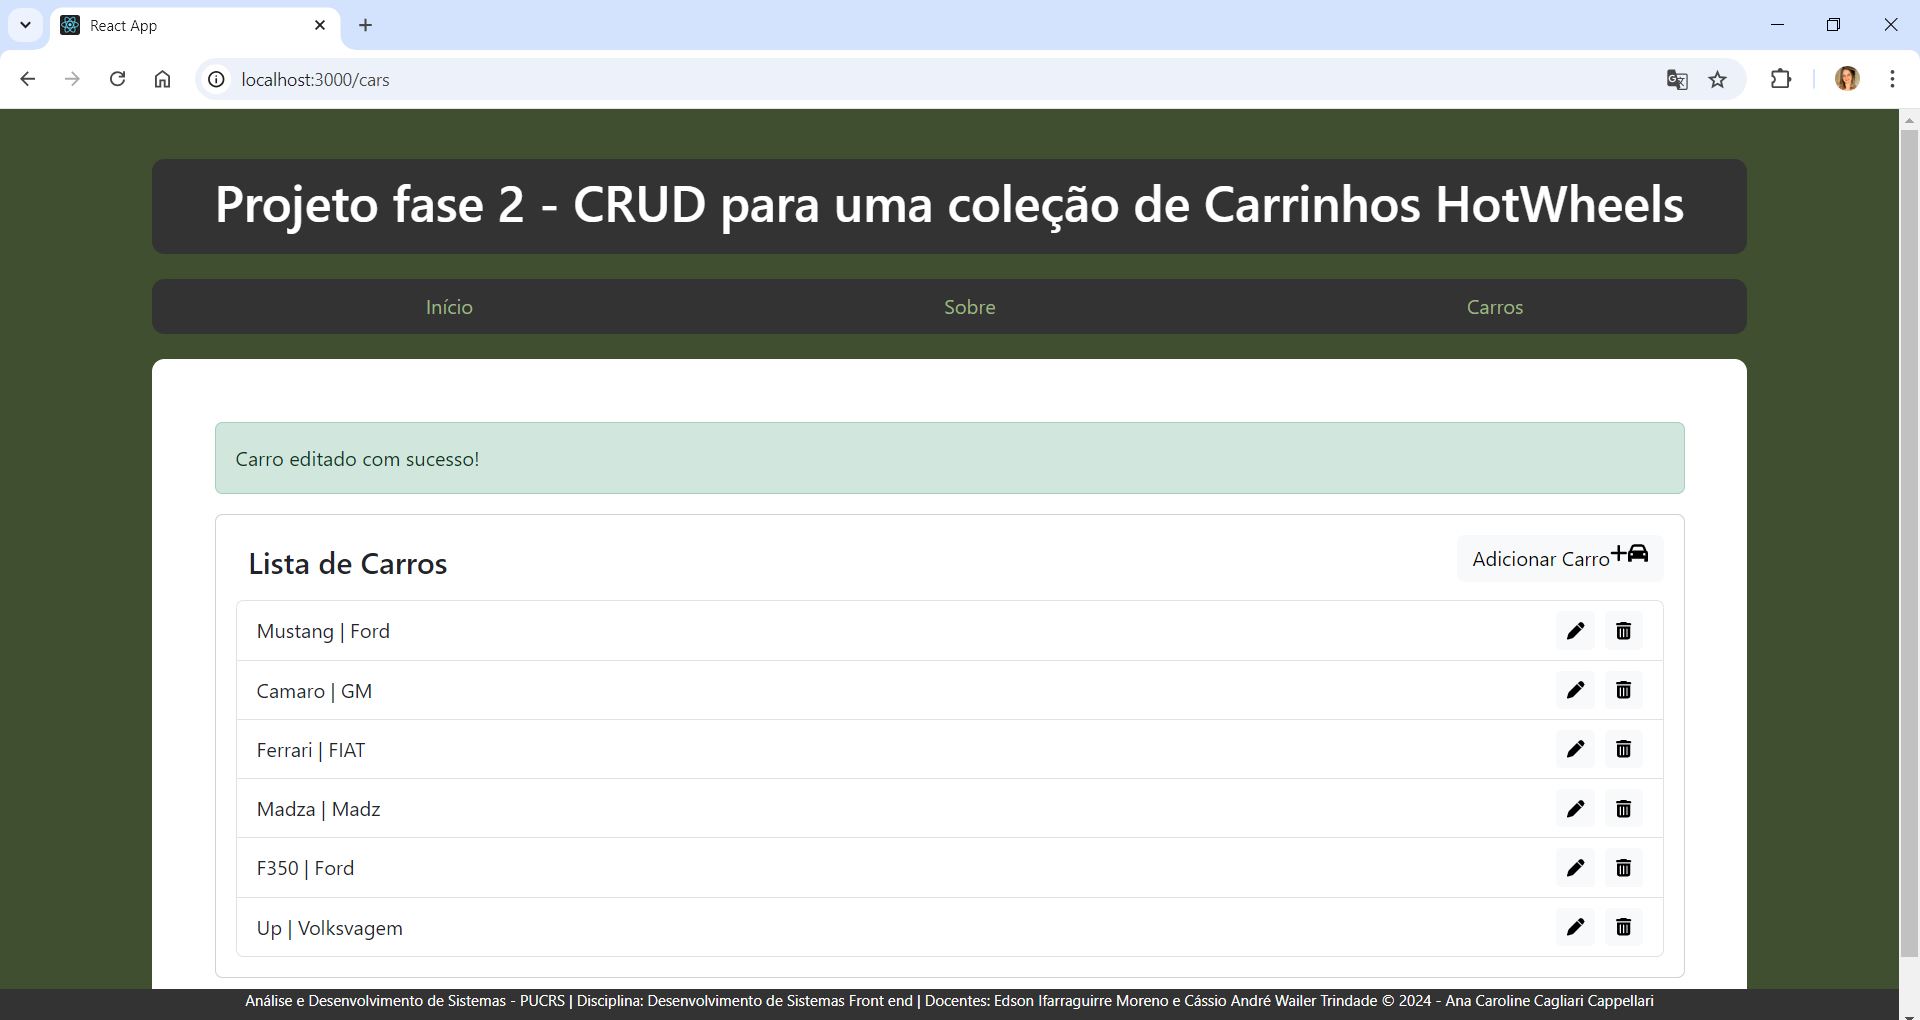 React App
localhost:3000/cars
Projeto fase 2 - CRUD para uma coleção de Carrinhos HotWheels
Início Sobre Carros
Carro editado com sucesso!
Lista de Carros
Adicionar Carro
Mustang | Ford
Camaro | GM
Ferrari | FIAT
Madza | Madz
F350 | Ford
Up | Volksvagem
Análise e Desenvolvimento de Sistemas - PUCRS | Disciplina: Desenvolvimento de Sistemas Front end | Docentes: Edson Ifarraguirre Moreno e Cássio André Wailer Trindade © 2024 - Ana Caroline Cagliari Cappellari